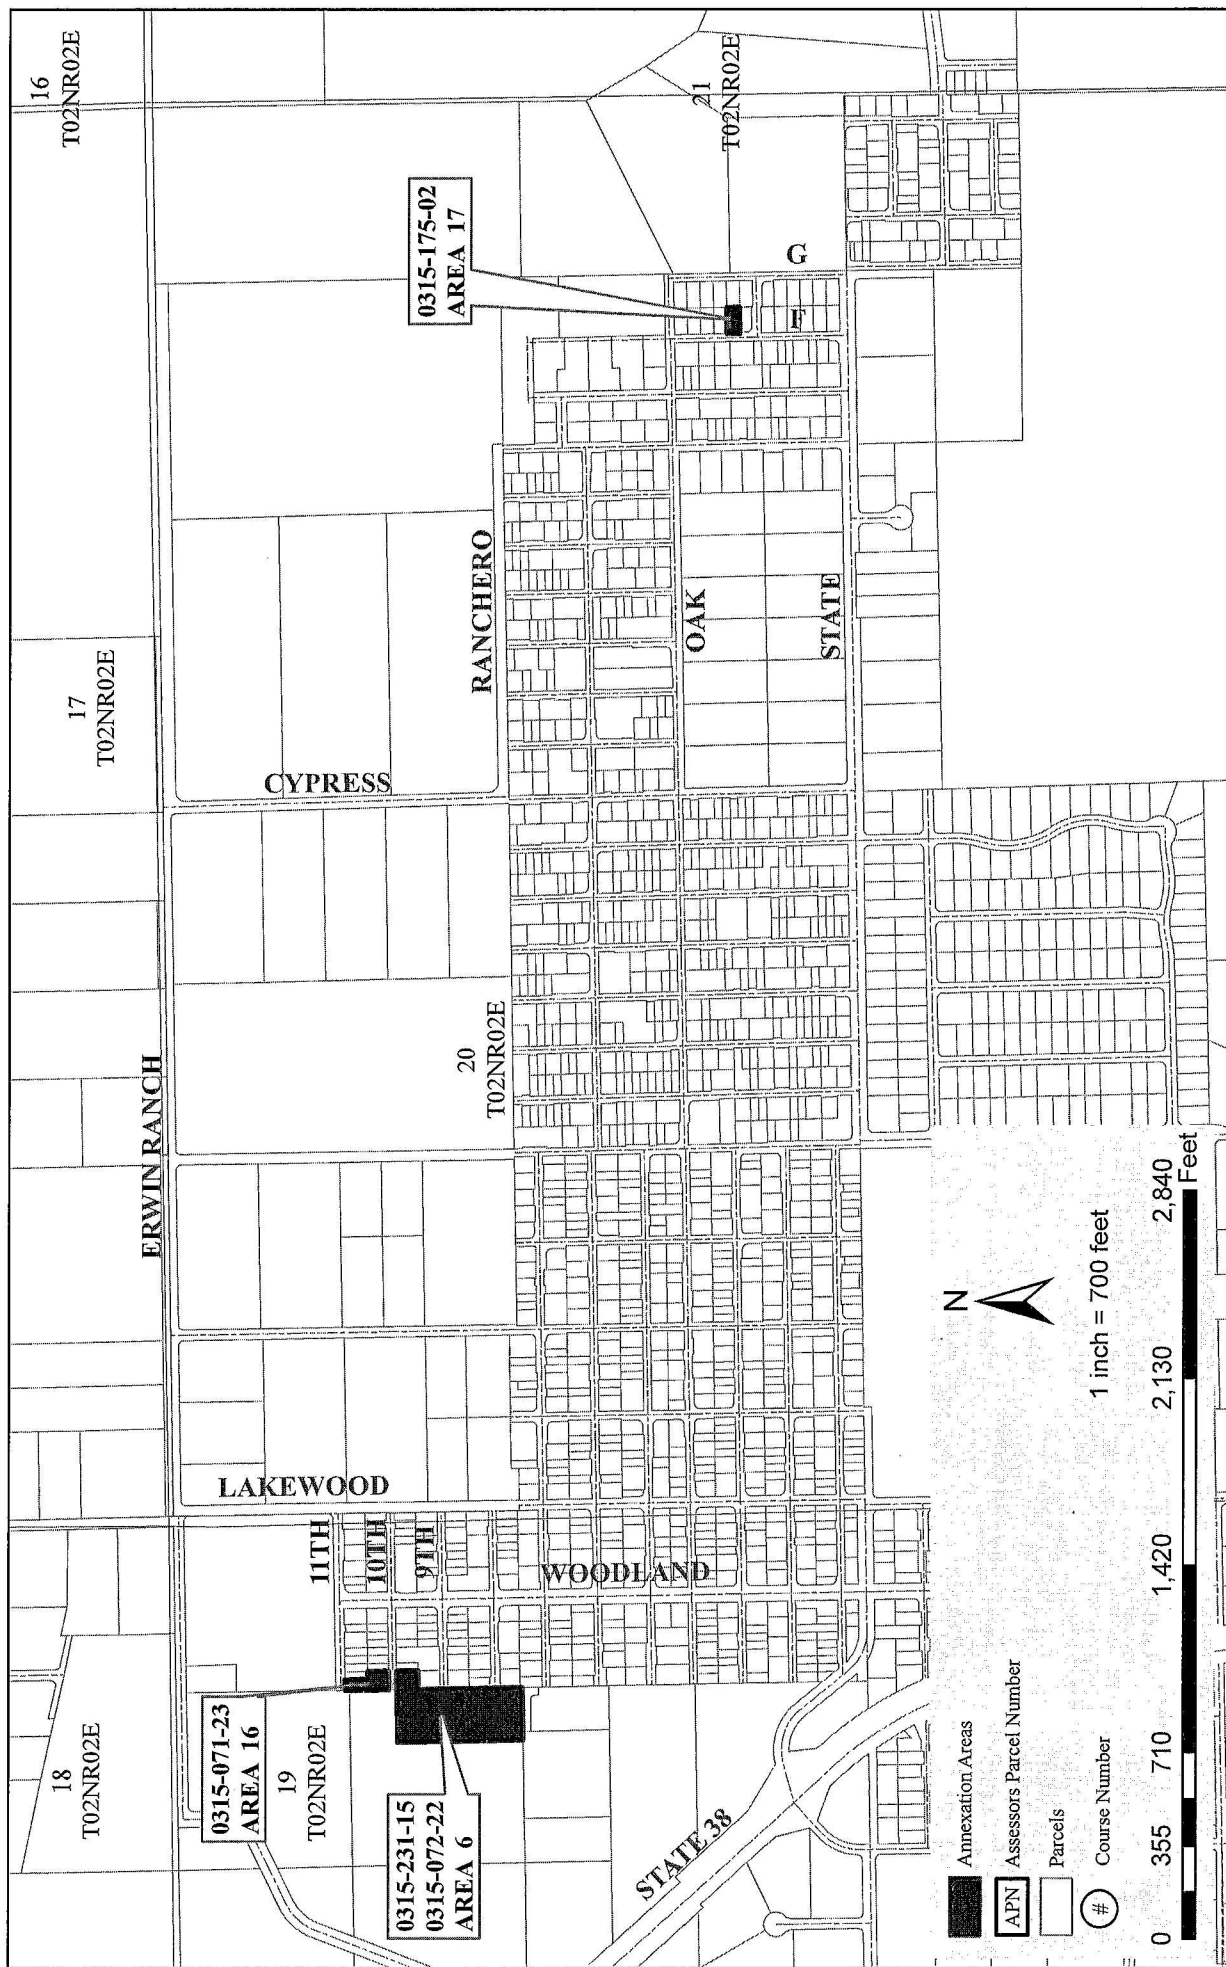 16
T02NR02E
17
T02NR02E
18
T02NR02E
ERWIN RANCH
0315-175-02
AREA 17
21
T02NR02E
G
F
RANCHERO
OAK
STATE
CYPRESS
20
T02NR02E
LAKEWOOD
11TH
10TH
9TH
WOODLAND
0315-071-23
AREA 16
19
T02NR02E
0315-231-15
0315-072-22
AREA 6
STATE 38
N
1 inch = 700 feet
Annexation Areas
APN Assessors Parcel Number
Parcels
# Course Number
0 355 710 1,420 2,130 2,840
Feet